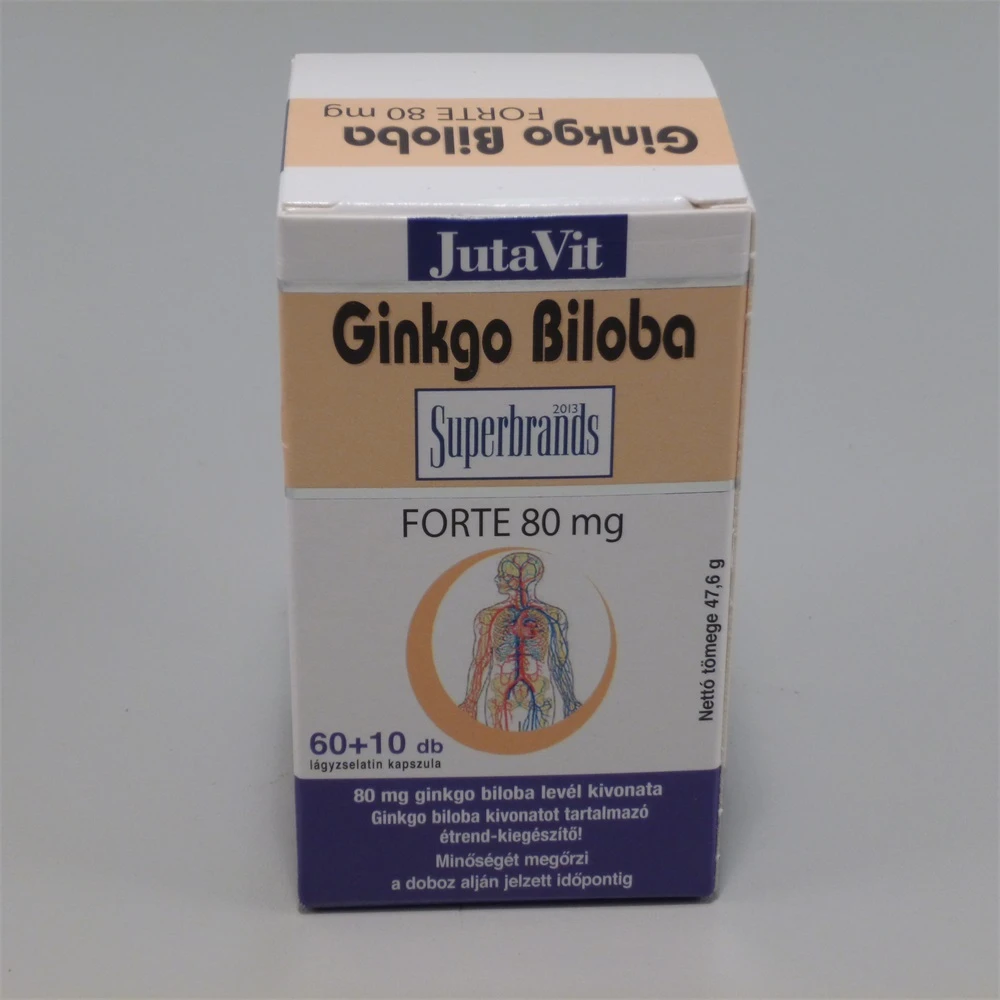 Ginkgo Biloba
FORTE 80 mg
JutaVit
Ginkgo Biloba
2013
Superbrands
FORTE 80 mg
Nettó tömege 47,6 g
60+10 db
lágyzselatin kapszula
80 mg ginkgo biloba levél kivonata
Ginkgo biloba kivonatot tartalmazó
étrend-kiegészítő!
Minőségét megőrzi
a doboz alján jelzett időpontig